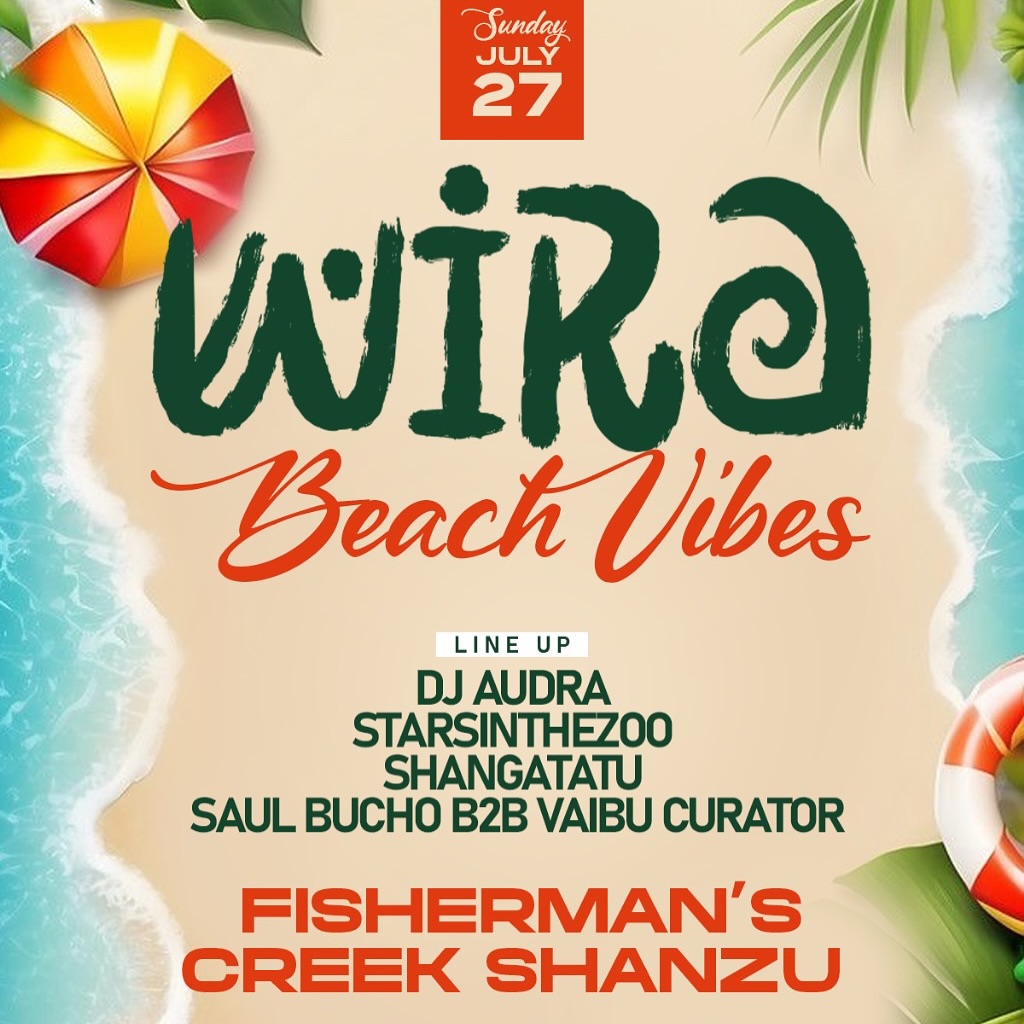 Sunday
JULY
27
WiRa
Beach Vibes
LINE UP
DJ AUDRA
STARSINTHEZOO
SHANGATATU
SAUL BUCHO B2B VAIBU CURATOR
FISHERMAN'S
CREEK SHANZU